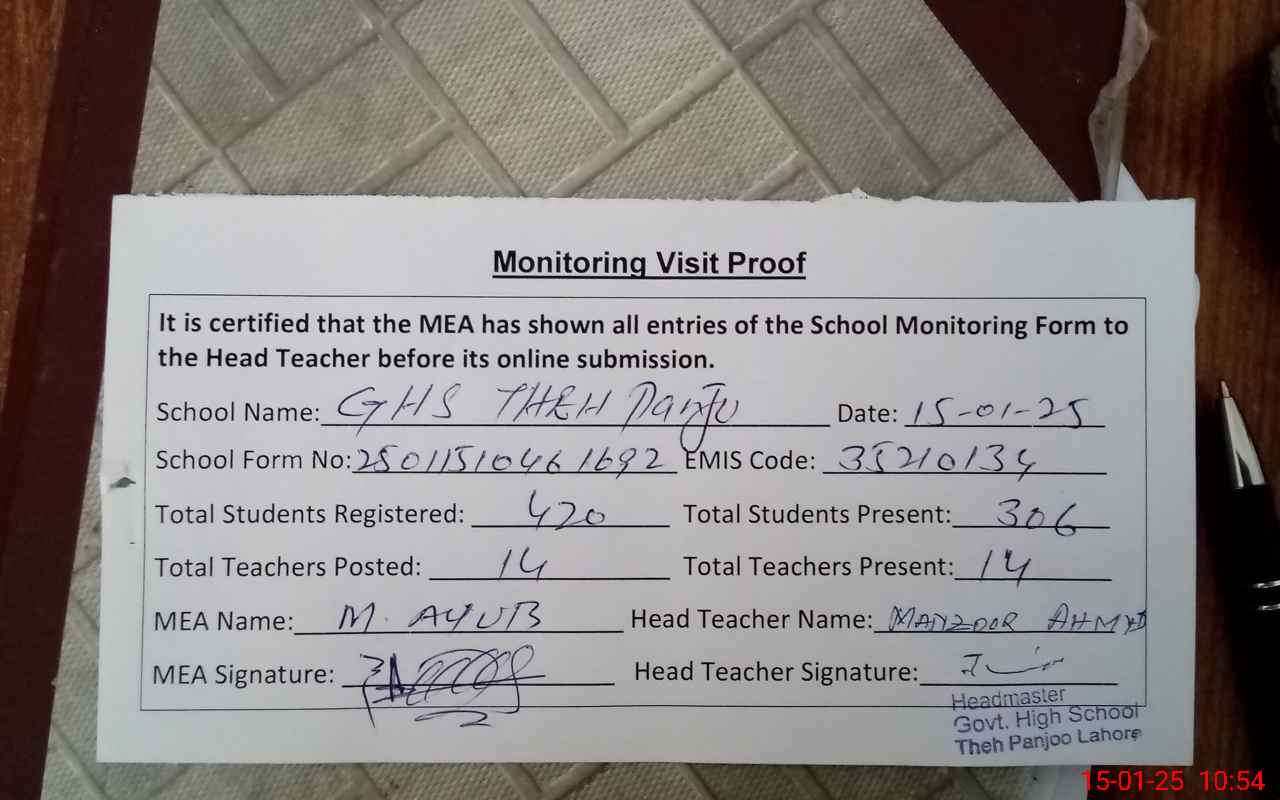 Monitoring Visit Proof
It is certified that the MEA has shown all entries of the School Monitoring Form to
the Head Teacher before its online submission.
School Name: GHS THEH Panju Date: 15-01-25
School Form No: 25011510461692 EMIS Code: 35210134
Total Students Registered: 420 Total Students Present: 306
Total Teachers Posted: 14 Total Teachers Present: 14
MEA Name: M. AYUB Head Teacher Name: MANZOOR AHMAD
MEA Signature: Head Teacher Signature:
Headmaster
Govt. High School
Theh Panjoo Lahore
15-01-25 10:54